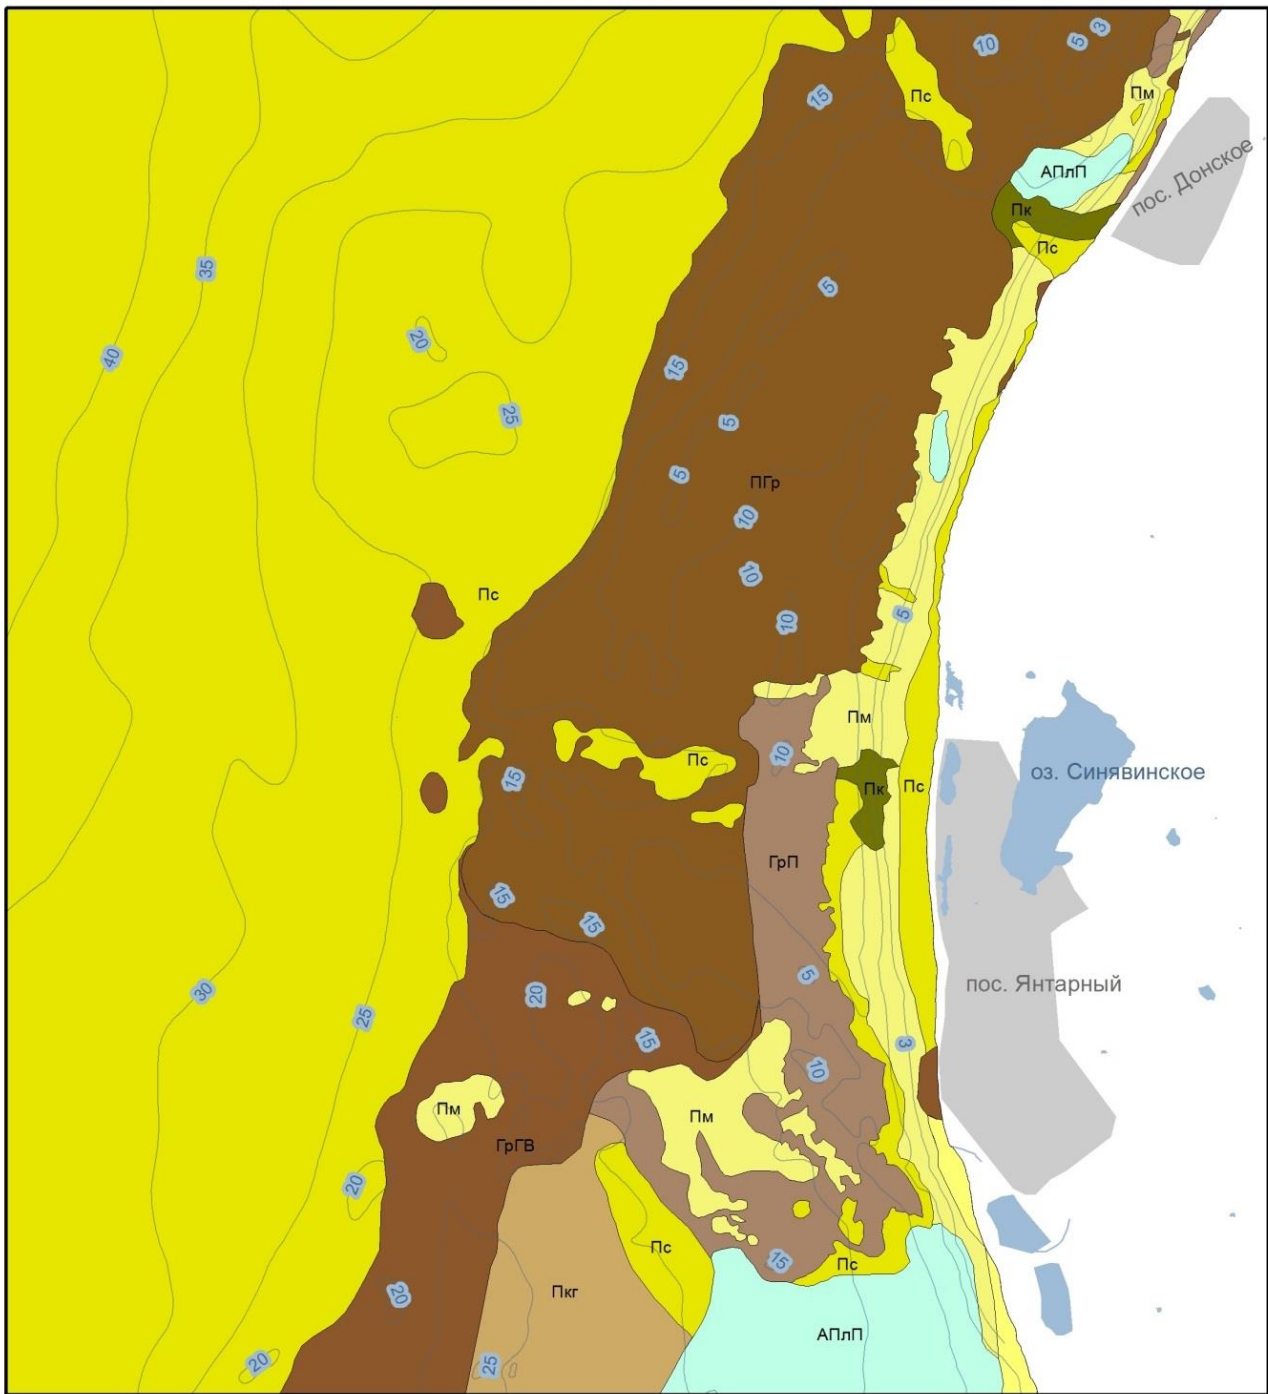 10
5
3
15
Пс
Пм
АПлП
пос. Донское
Пк
Пс
35
5
20
40
15
25
5
5
ПГр
10
10
Пс
10
5
Пм
10
Пс
15
Пк
Пс
оз. Синявинское
ГрП
15
15
5
пос. Янтарный
30
20
25
15
3
10
Пм
Пм
ГрГВ
20
Пс
15
Пс
Пкг
20
АПлП
20
25